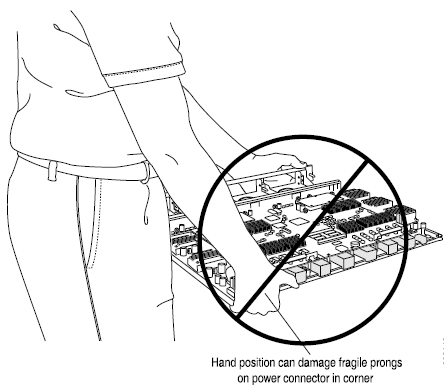 Hand position can damage fragile prongs
on power connector in corner